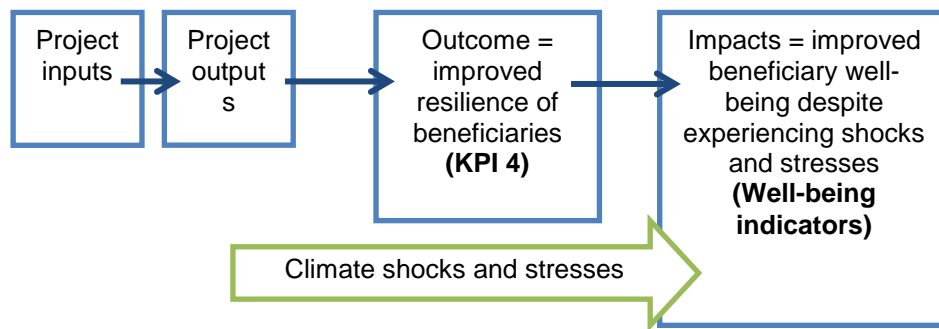 Project
inputs
Project
output
s
Outcome =
improved
resilience of
beneficiaries
(KPI 4)
Impacts = improved
beneficiary well-
being despite
experiencing shocks
and stresses
(Well-being
indicators)
Climate shocks and stresses